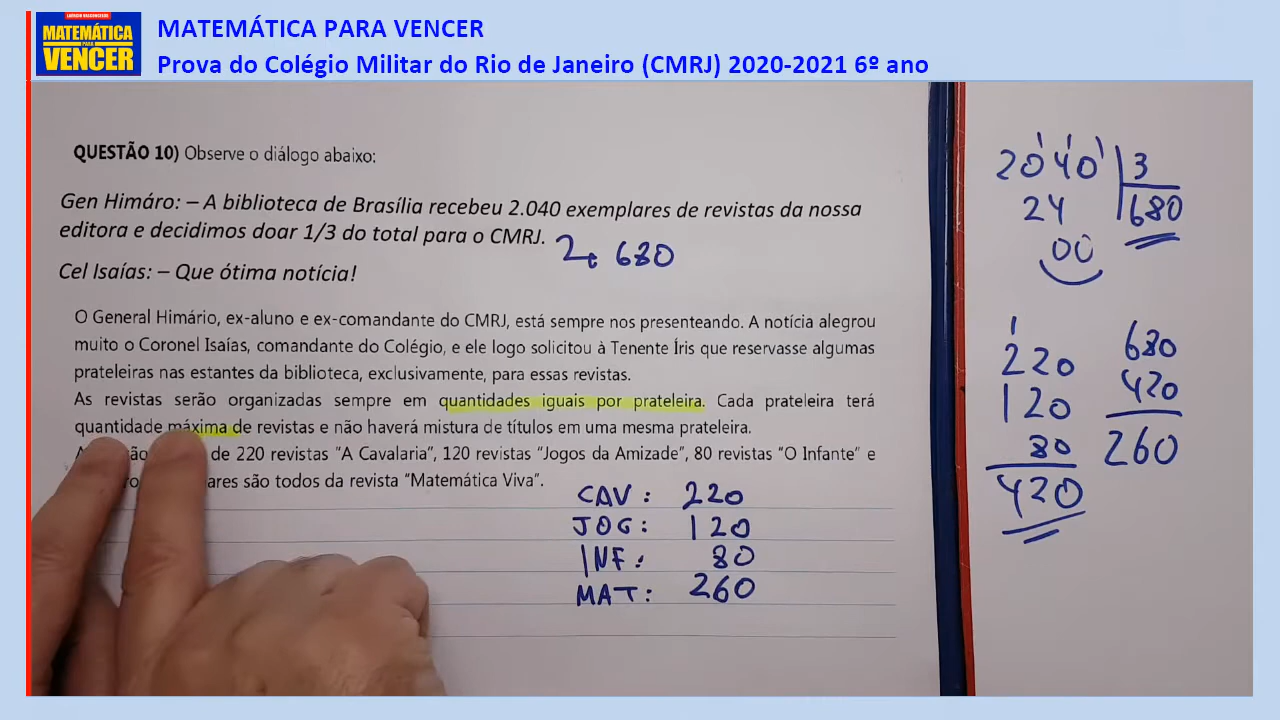 LAÉRCIO VASCONCELOS
MATEMÁTICA
PARA
VENCER
MATEMÁTICA PARA VENCER
Prova do Colégio Militar do Rio de Janeiro (CMRJ) 2020-2021 6º ano
QUESTÃO 10) Observe o diálogo abaixo:
Gen Himáro: – A biblioteca de Brasília recebeu 2.040 exemplares de revistas da nossa
editora e decidimos doar 1/3 do total para o CMRJ.
680
Cel Isaías: – Que ótima notícia!
O General Himário, ex-aluno e ex-comandante do CMRJ, está sempre nos presenteando. A notícia alegrou
muito o Coronel Isaías, comandante do Colégio, e ele logo solicitou à Tenente Íris que reservasse algumas
prateleiras nas estantes da biblioteca, exclusivamente, para essas revistas.
As revistas serão organizadas sempre em quantidades iguais por prateleira. Cada prateleira terá
quantidade máxima de revistas e não haverá mistura de títulos em uma mesma prateleira.
de 220 revistas "A Cavalaria", 120 revistas "Jogos da Amizade", 80 revistas "O Infante" e
são todos da revista "Matemática Viva".
CAV: 220
JOG: 120
INF: 80
MAT: 260
2040 3
24 680
00
1
220
120
80
420
680
420
260